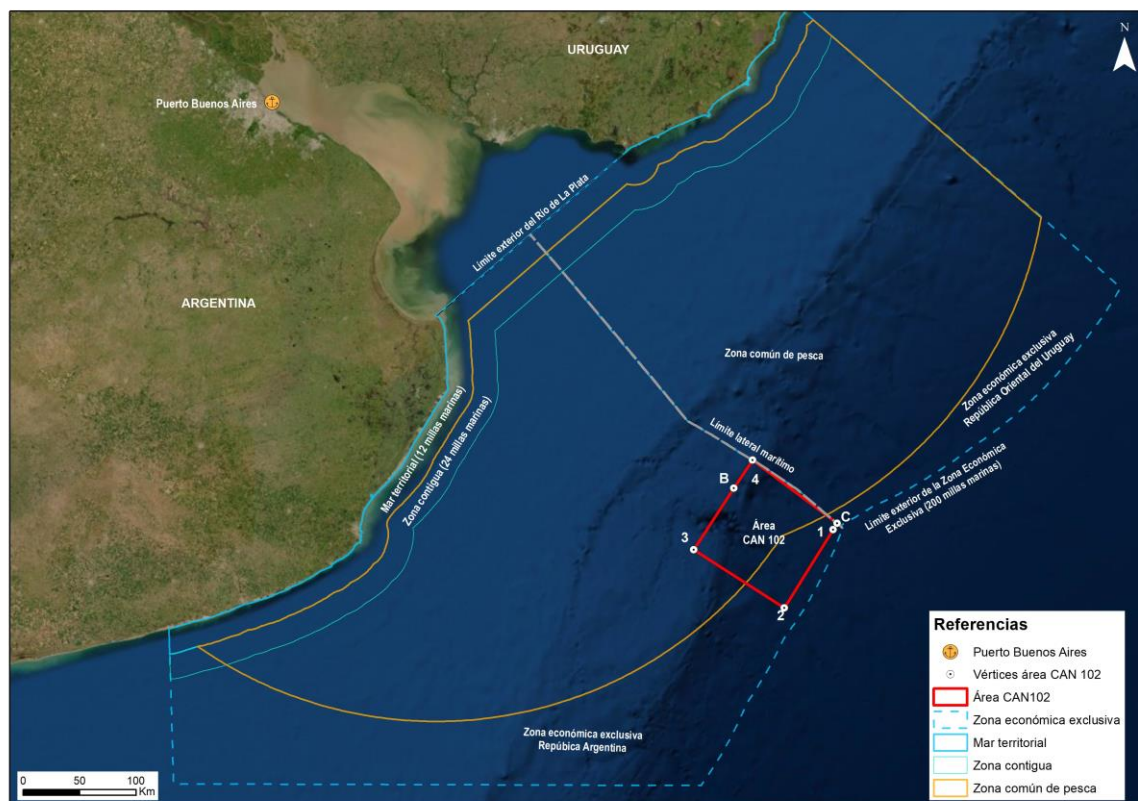 N
URUGUAY
Puerto Buenos Aires
Límite exterior del Río de La Plata
ARGENTINA
Zona común de pesca
Zona económica exclusiva
República Oriental del Uruguay
Mar territorial (12 millas marinas)
Zona contigua (24 millas marinas)
Límite lateral marítimo
Límite exterior de la Zona Económica
Exclusiva (200 millas marinas)
B
4
C
1
Área
CAN 102
3
2
Zona económica exclusiva
Repúbica Argentina
0 50 100
Km
Referencias
Puerto Buenos Aires
Vértices área CAN 102
Área CAN102
Zona económica exclusiva
Mar territorial
Zona contigua
Zona común de pesca